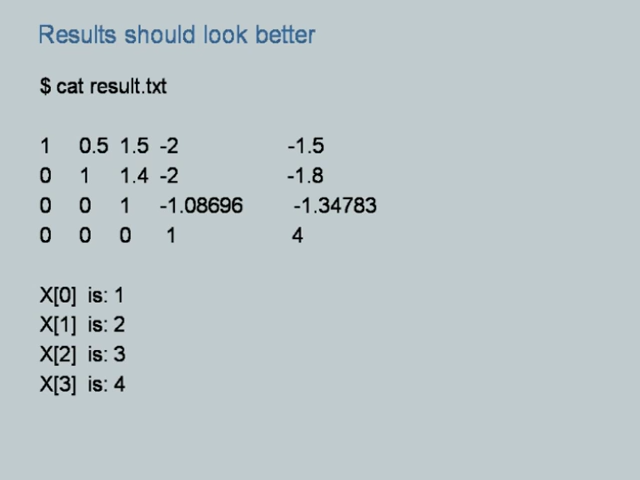 Results should look better
$ cat result.txt
1 0.5 1.5 -2 -1.5
0 1 1.4 -2 -1.8
0 0 1 -1.08696 -1.34783
0 0 0 1 4
X[0] is: 1
X[1] is: 2
X[2] is: 3
X[3] is: 4